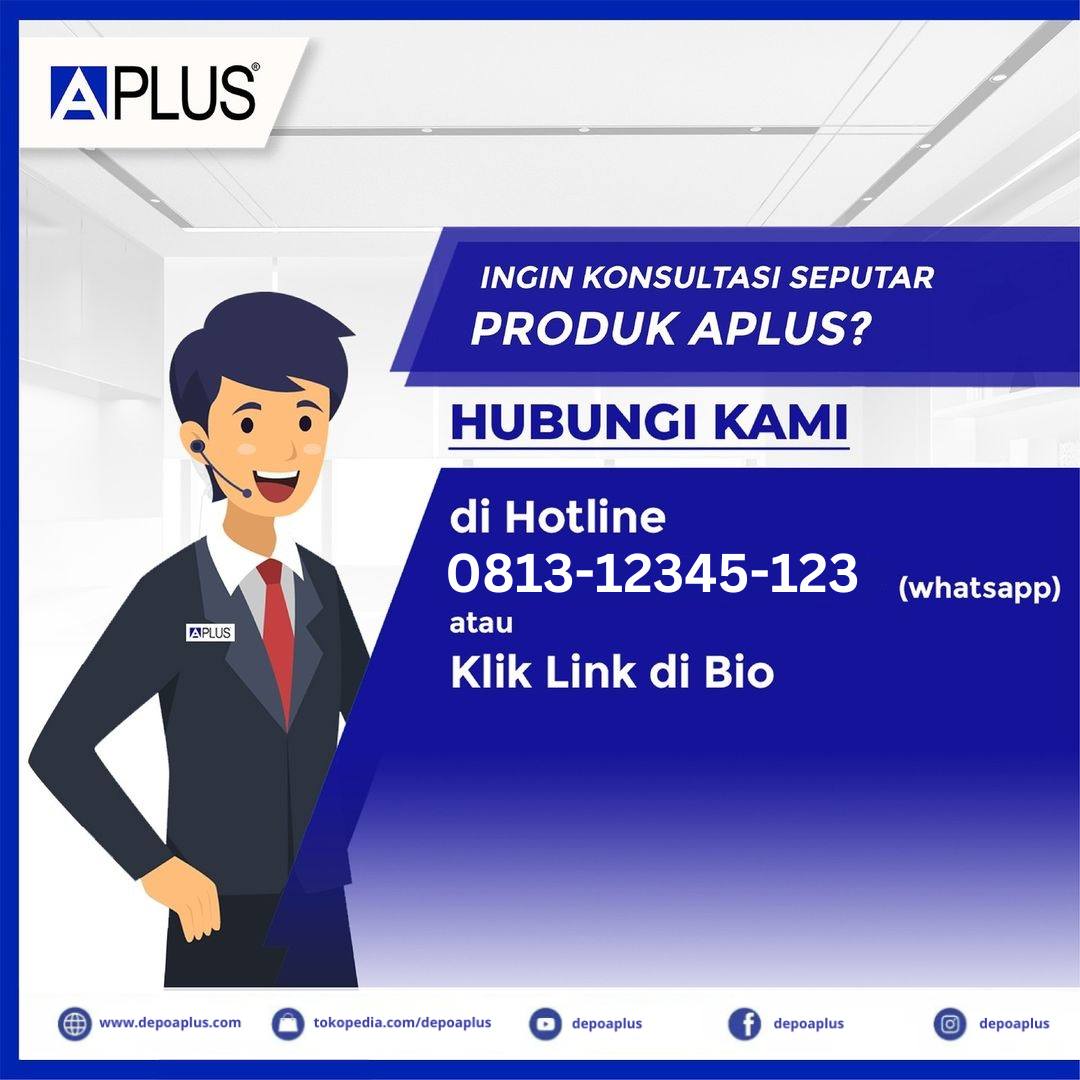 APLUS®
INGIN KONSULTASI SEPUTAR
PRODUK APLUS?
HUBUNGI KAMI
di Hotline
0813-12345-123 (whatsapp)
atau
Klik Link di Bio
APLUS
www.depoaplus.com tokopedia.com/depoaplus depoaplus depoaplus depoaplus